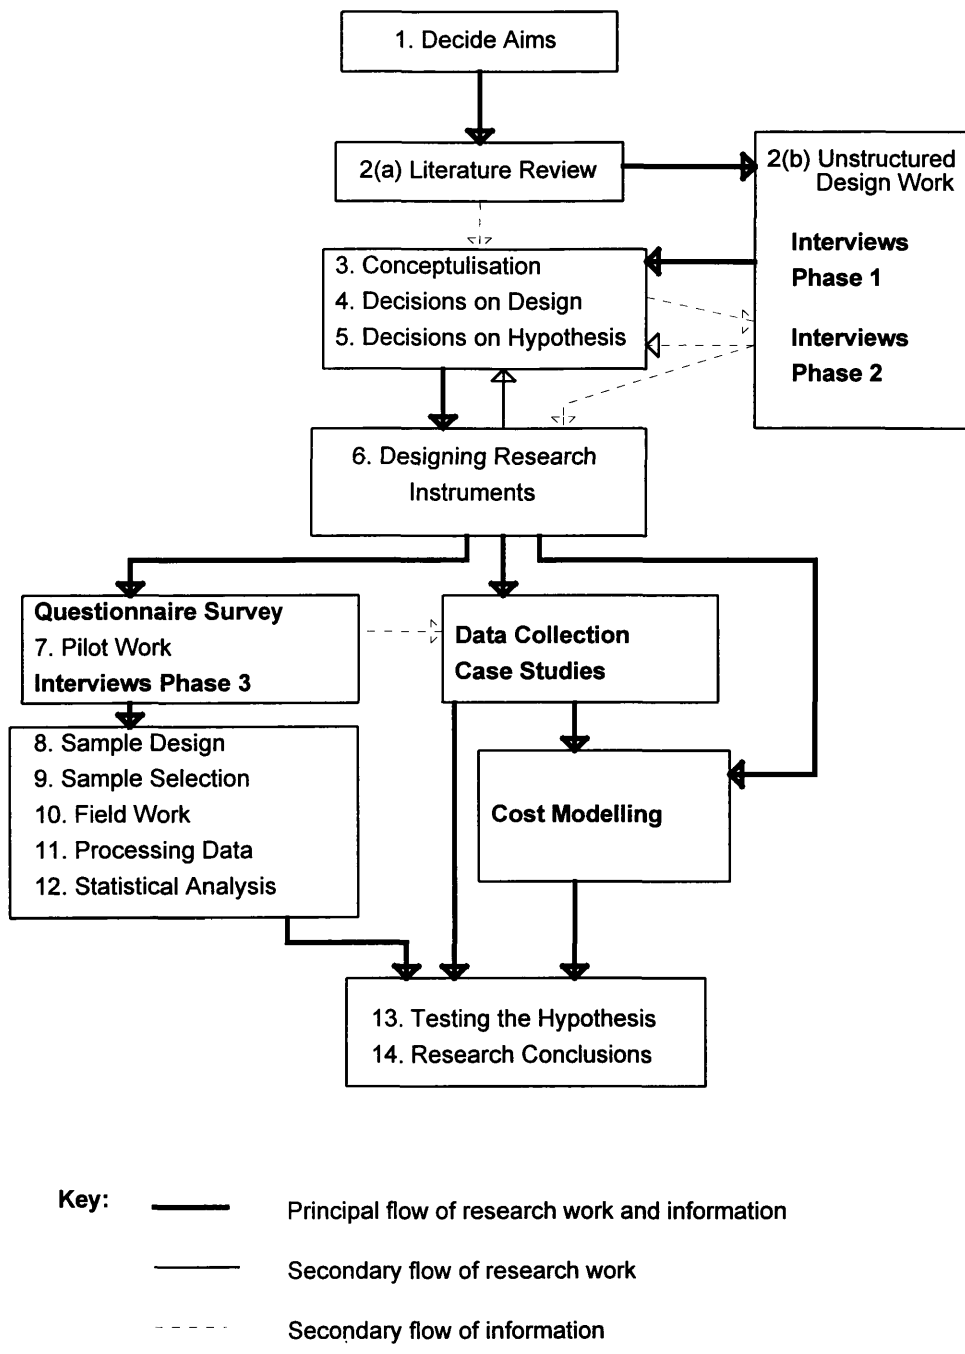 1. Decide Aims
2(a) Literature Review
2(b) Unstructured
Design Work
Interviews
Phase 1
Interviews
Phase 2
3. Conceptulisation
4. Decisions on Design
5. Decisions on Hypothesis
6. Designing Research
Instruments
Questionnaire Survey
7. Pilot Work
Interviews Phase 3
Data Collection
Case Studies
8. Sample Design
9. Sample Selection
10. Field Work
11. Processing Data
12. Statistical Analysis
Cost Modelling
13. Testing the Hypothesis
14. Research Conclusions
Key:
Principal flow of research work and information
Secondary flow of research work
Secondary flow of information